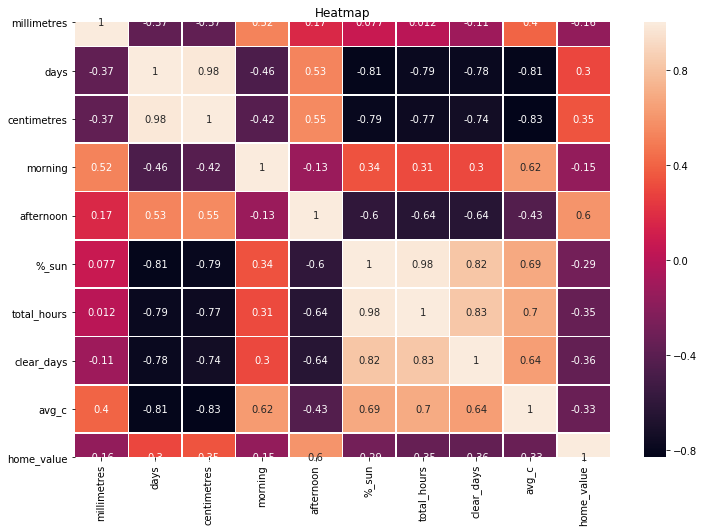 Heatmap
millimetres 1 -0.37 -0.37 0.52 0.17 0.077 0.012 -0.11 0.4 -0.16
days -0.37 1 0.98 -0.46 0.53 -0.81 -0.79 -0.78 -0.81 0.3 0.8
centimetres -0.37 0.98 1 -0.42 0.55 -0.79 -0.77 -0.74 -0.83 0.35
morning 0.52 -0.46 -0.42 1 -0.13 0.34 0.31 0.3 0.62 -0.15 0.4
afternoon 0.17 0.53 0.55 -0.13 1 -0.6 -0.64 -0.64 -0.43 0.6
%_sun 0.077 -0.81 -0.79 0.34 -0.6 1 0.98 0.82 0.69 -0.29 0.0
total_hours 0.012 -0.79 -0.77 0.31 -0.64 0.98 1 0.83 0.7 -0.35
clear_days -0.11 -0.78 -0.74 0.3 -0.64 0.82 0.83 1 0.64 -0.36 -0.4
avg_c 0.4 -0.81 -0.83 0.62 -0.43 0.69 0.7 0.64 1 -0.33
home_value -0.16 0.3 0.35 -0.15 0.6 -0.29 -0.35 -0.36 -0.33 1 -0.8
millimetres days centimetres morning afternoon %_sun total_hours clear_days avg_c home_value